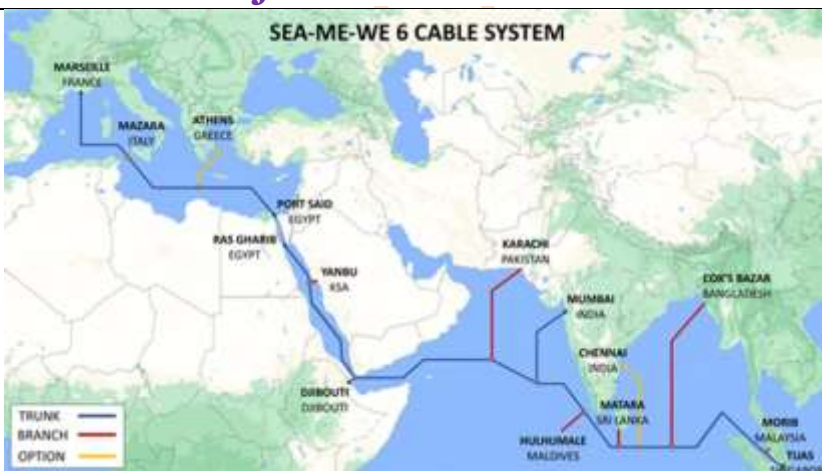 SEA-ME-WE 6 CABLE SYSTEM
MARSEILLE
FRANCE
MAZARA
ITALY
ATHENS
GREECE
PORT SAID
EGYPT
RAS GHARIB
EGYPT
YANBU
KSA
KARACHI
PAKISTAN
MUMBAI
INDIA
COX'S BAZAR
BANGLADESH
CHENNAI
INDIA
DJIBOUTI
DJIBOUTI
MATARA
SRI LANKA
HULHUMALE
MALDIVES
MORIB
MALAYSIA
TUAS
TRUNK
BRANCH
OPTION